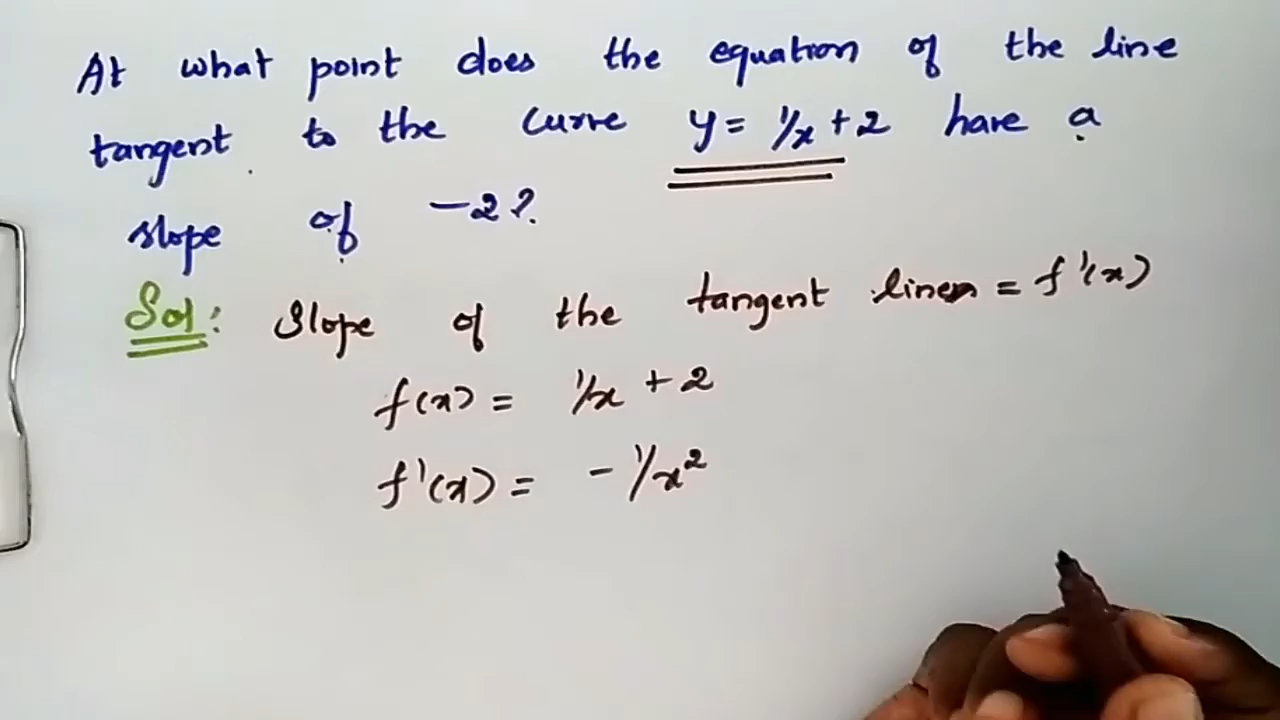 At what point does the equation of the line
tangent to the curve y = 1/x + 2 have a
slope of -2?
Sol: Slope of the tangent line = f'(x)
f(x) = 1/x + 2
f'(x) = - 1/x²